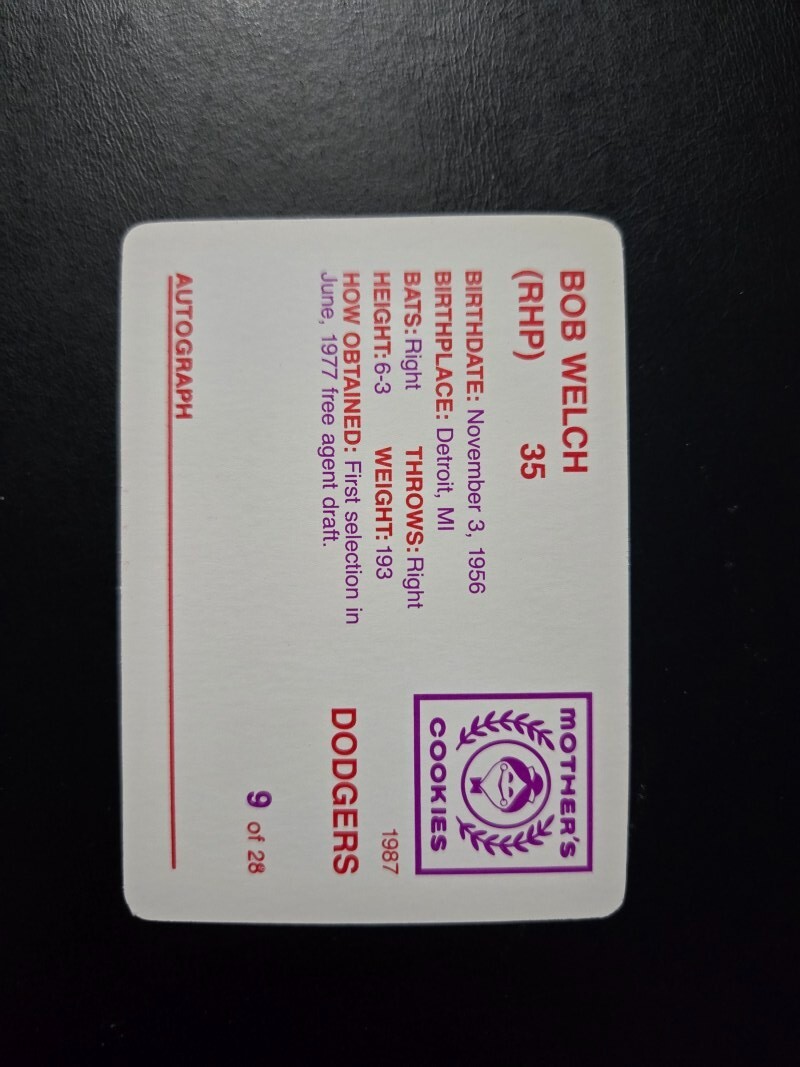 BOB WELCH
(RHP) 35
BIRTHDATE: November 3, 1956
BIRTHPLACE: Detroit, MI
BATS: Right THROWS: Right
HEIGHT: 6-3 WEIGHT: 193
HOW OBTAINED: First selection in
June, 1977 free agent draft.
MOTHER'S
COOKIES
1987
DODGERS
9 of 28
AUTOGRAPH